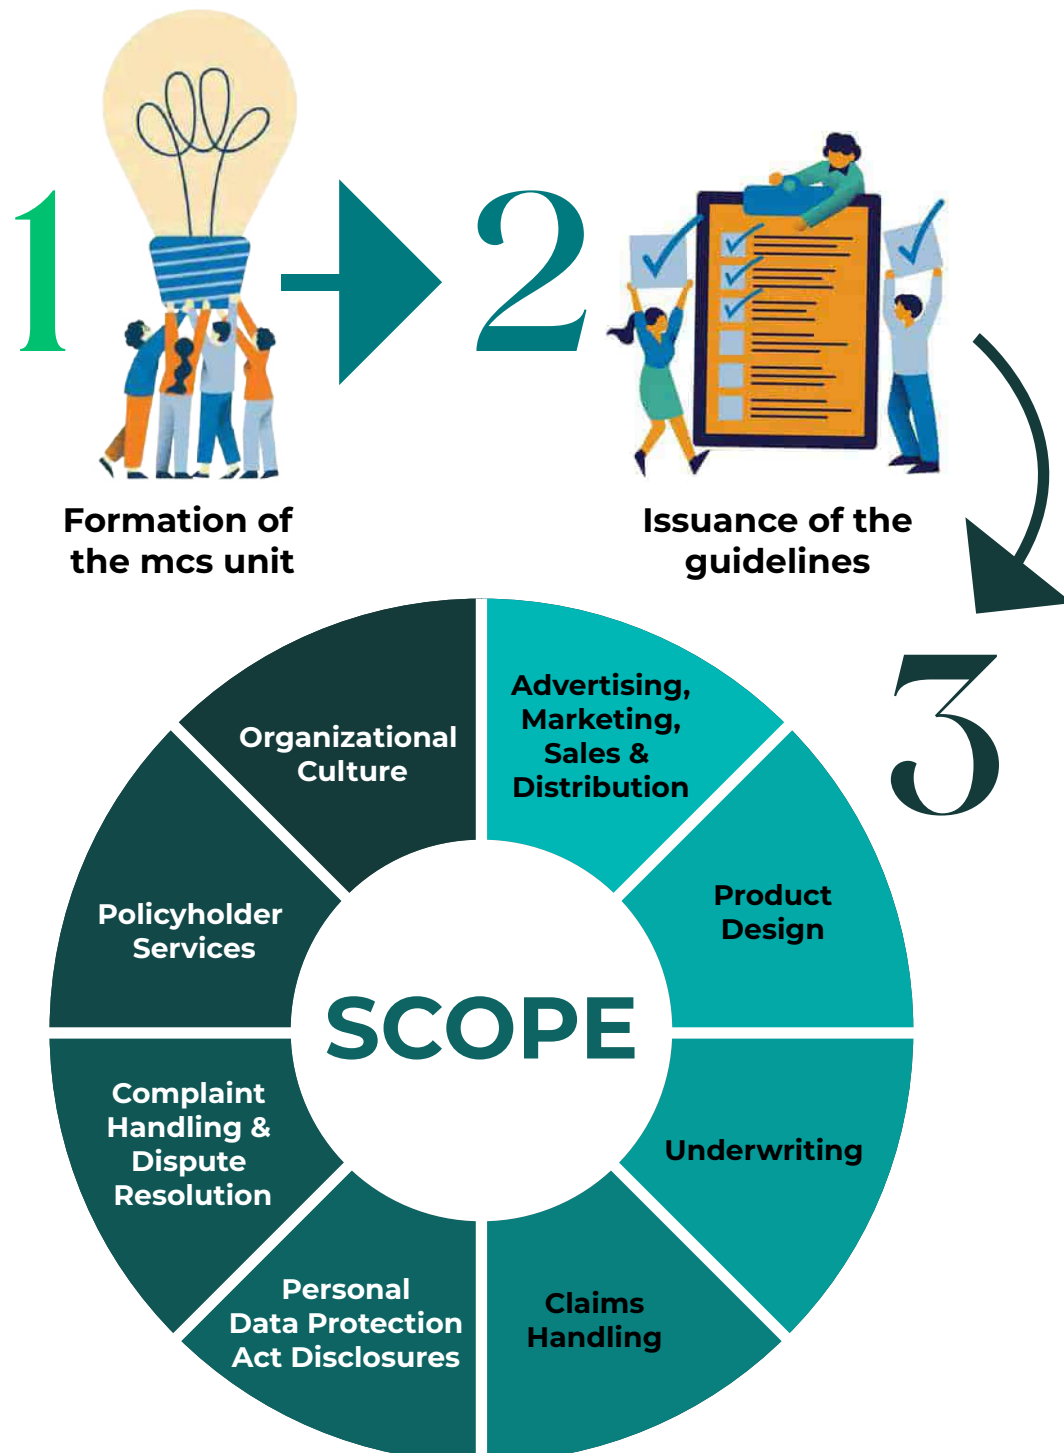 1
2
Formation of
the mcs unit
Issuance of the
guidelines
3
SCOPE
Advertising,
Marketing,
Sales &
Distribution
Product
Design
Underwriting
Claims
Handling
Personal
Data Protection
Act Disclosures
Complaint
Handling &
Dispute
Resolution
Policyholder
Services
Organizational
Culture